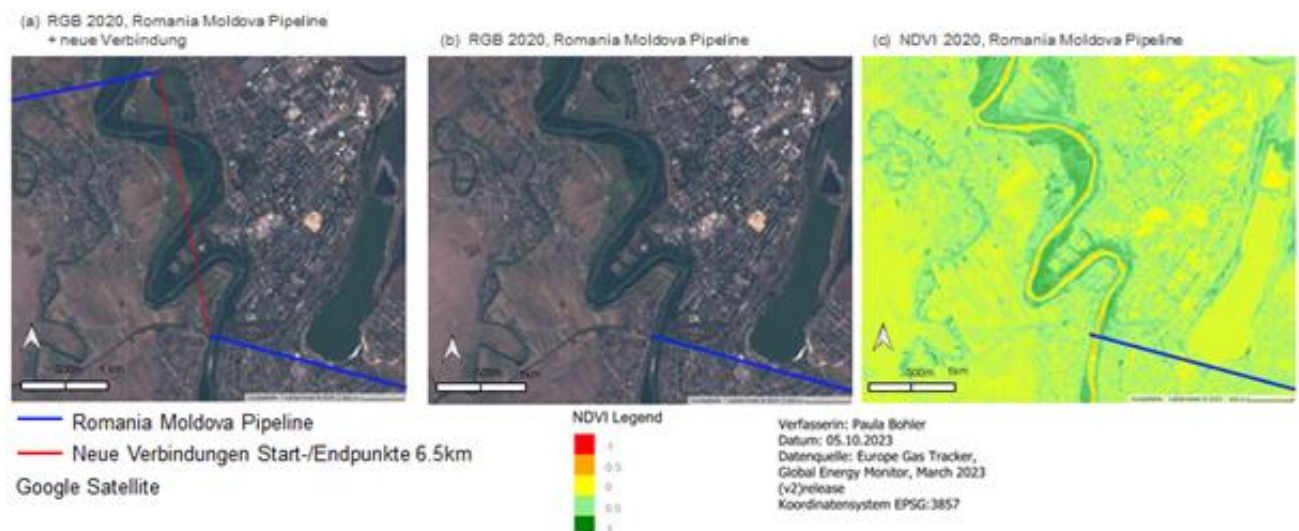 (a) RGB 2020, Romania Moldova Pipeline
+ neue Verbindung
(b) RGB 2020, Romania Moldova Pipeline
(c) NDVI 2020, Romania Moldova Pipeline
500m 1 km
500m 1km
500m 1km
Romania Moldova Pipeline
Neue Verbindungen Start-/Endpunkte 6.5km
Google Satellite
NDVI Legend
-1
-0.5
0
0.5
1
Verfasserin: Paula Bohler
Datum: 05.10.2023
Datenquelle: Europe Gas Tracker,
Global Energy Monitor, March 2023
(v2)release
Koordinatensystem EPSG:3857